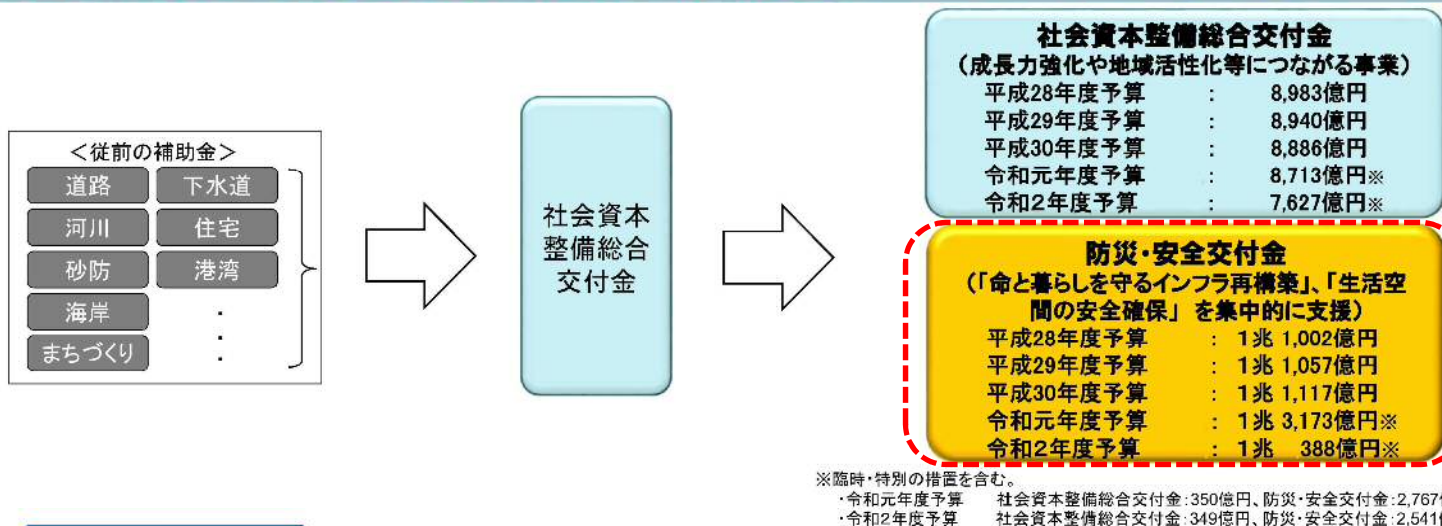 ＜従前の補助金＞
道路 下水道
河川 住宅
砂防 港湾
海岸
まちづくり
・
・
・
社会資本
整備総合
交付金
社会資本整備総合交付金
（成長力強化や地域活性化等につながる事業）
平成28年度予算 ： 8,983億円
平成29年度予算 ： 8,940億円
平成30年度予算 ： 8,886億円
令和元年度予算 ： 8,713億円※
令和２年度予算 ： 7,627億円※
防災・安全交付金
（「命と暮らしを守るインフラ再構築」、「生活空
間の安全確保」 を集中的に支援）
平成28年度予算 ： 1兆 1,002億円
平成29年度予算 ： 1兆 1,057億円
平成30年度予算 ： 1兆 1,117億円
令和元年度予算 ： 1兆 3,173億円※
令和２年度予算 ： 1兆 388億円※
※臨時・特別の措置を含む。
・令和元年度予算 社会資本整備総合交付金：350億円、防災・安全交付金：2,767
・令和２年度予算 社会資本整備総合交付金：349億円、防災・安全交付金：2,541